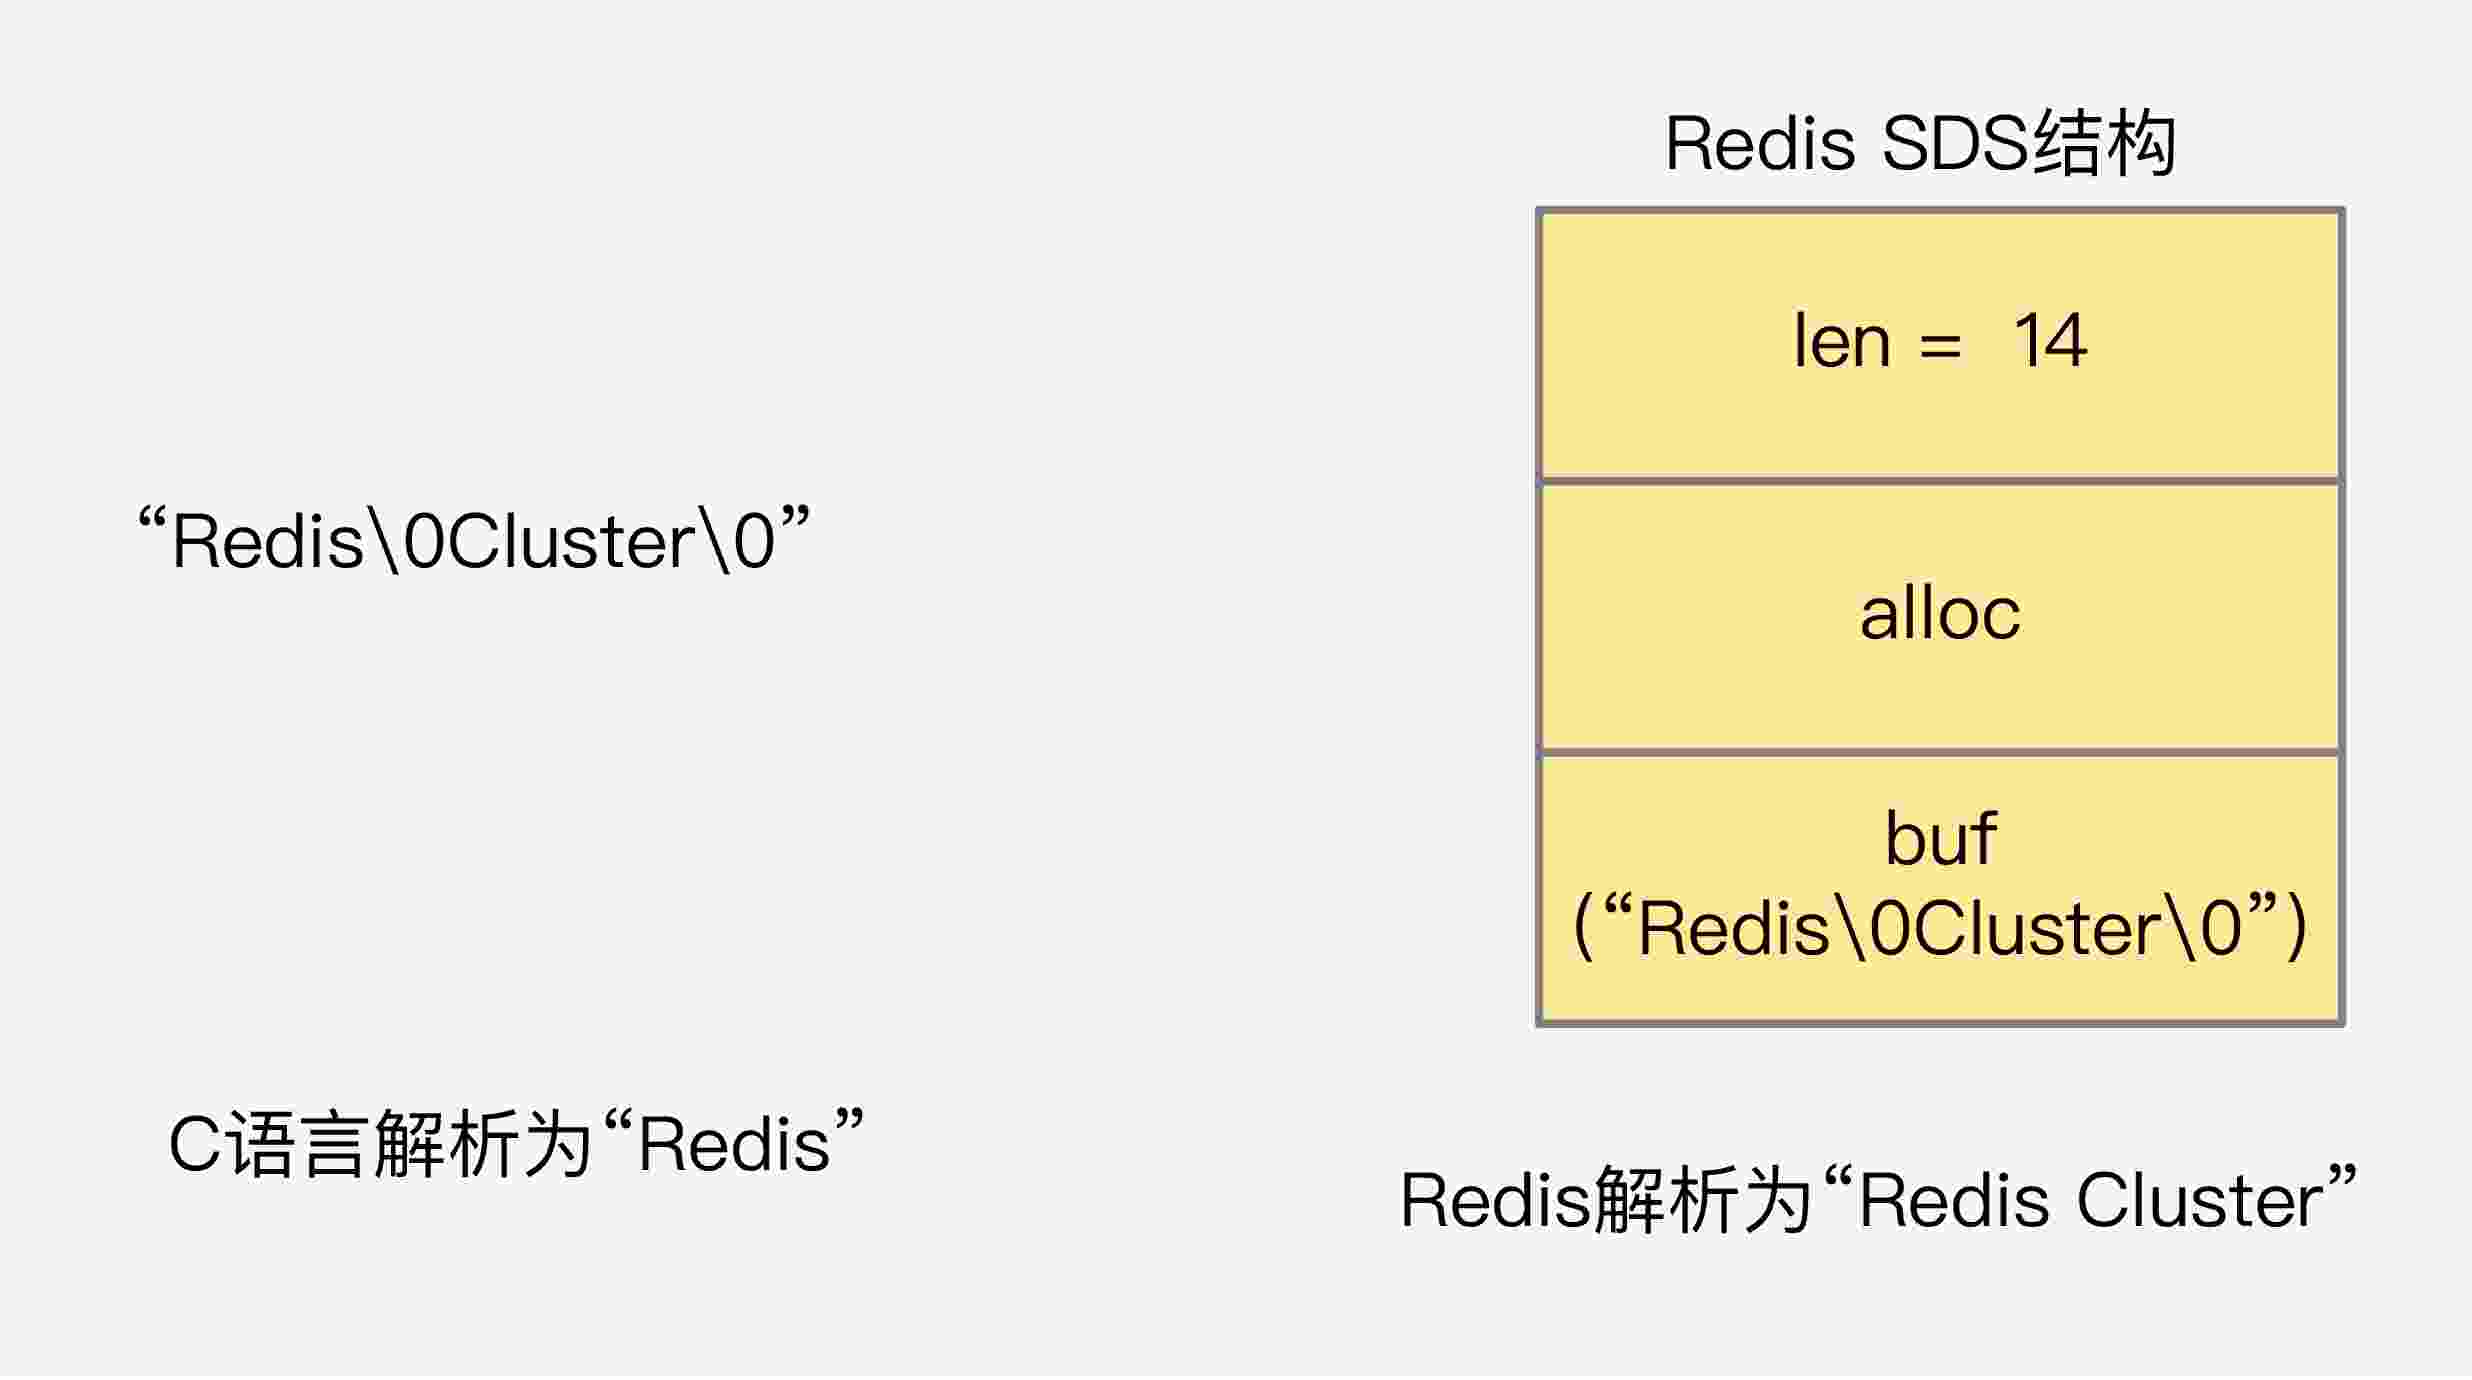 “Redis\0Cluster\0”
C语言解析为“Redis”
Redis SDS结构
len = 14
alloc
buf
(“Redis\0Cluster\0”)
Redis解析为“Redis Cluster”